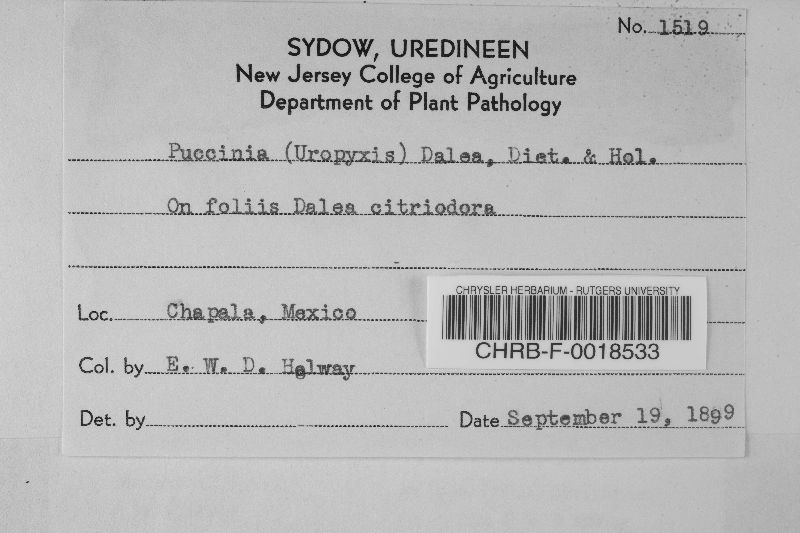 No. 1519
SYDOW, UREDINEEN
New Jersey College of Agriculture
Department of Plant Pathology
Puccinia (Uropyxis) Dalea, Diet. & Hol.
On foliis Dalea citriodora
Loc. Chapala, Mexico
CHRYSLER HERBARIUM - RUTGERS UNIVERSITY
CHRB-F-0018533
Col. by E. W. D. Holway
Det. by
Date September 19, 1899